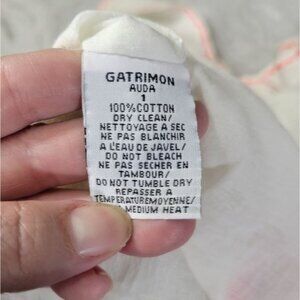 GATRIMON
AUDA
1
100%COTTON
DRY CLEAN/
NETTOYAGE A SEC
NE PAS BLANCHIR
A L'EAU DE JAVEL/
DO NOT BLEACH
NE PAS SECHER EN
TAMBOUR/
DO NOT TUMBLE DRY
REPASSER A
TEMPERATUREMOYENNE/
MEDIUM HEAT